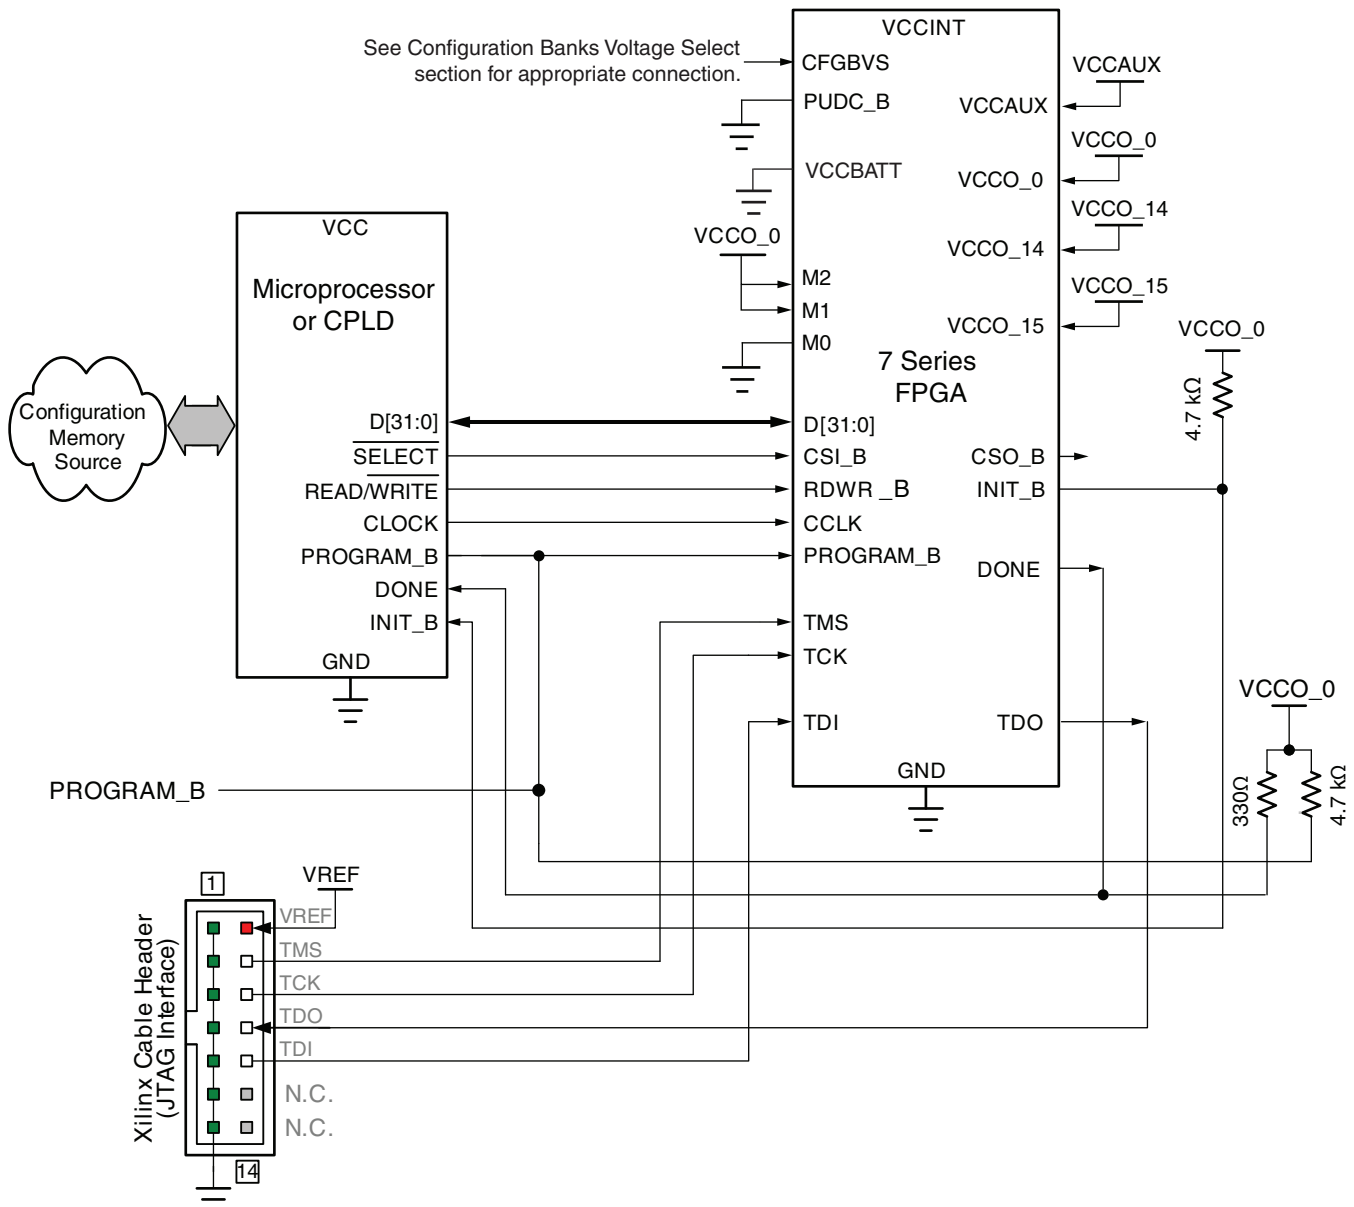 See Configuration Banks Voltage Select
section for appropriate connection.
VCCINT
CFGBVS
PUDC_B
VCCBATT
VCCO_0
M2
M1
M0
VCCAUX
VCCAUX
VCCO_0
VCCO_0
VCCO_14
VCCO_14
VCCO_15
VCCO_15
7 Series
FPGA
VCCO_0
4.7 kΩ
VCC
Microprocessor
or CPLD
Configuration
Memory
Source
D[31:0]
SELECT
READ/WRITE
CLOCK
PROGRAM_B
DONE
INIT_B
GND
D[31:0]
CSI_B
RDWR _B
CCLK
PROGRAM_B
TMS
TCK
TDI
CSO_B
INIT_B
DONE
TDO
GND
VCCO_0
330Ω
4.7 kΩ
PROGRAM_B
1
VREF
VREF
TMS
TCK
TDO
TDI
N.C.
N.C.
14
Xilinx Cable Header
(JTAG Interface)